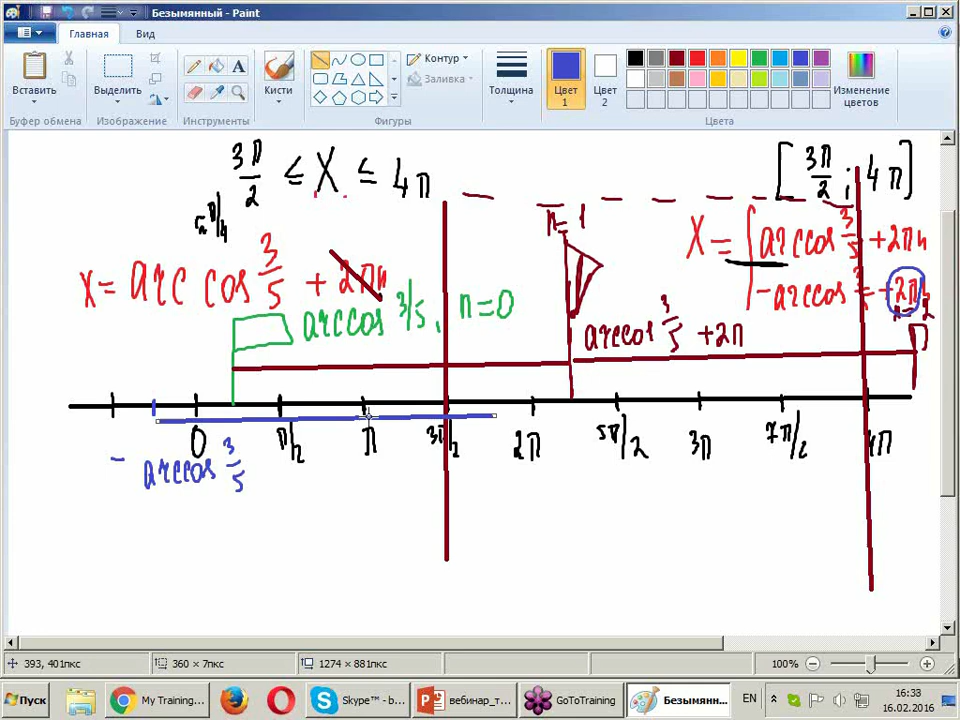 Безымянный - Paint
Главная Вид
Вставить Выделить Кисти Контур Заливка Толщина Цвет 1 Цвет 2 Изменение цветов
Буфер обмена Изображение Инструменты Фигуры Цвета
3π/2 ≤ X ≤ 4π
[3π/2 ; 4π]
≈ π/4
n=1
X = [arccos 3/5 + 2πn
-arccos 3/5 + 2πn
X = arccos 3/5 + 2πn
arccos 3/5, n=0
arccos 3/5 + 2π
n=2
0 π/2 π 3π/2 2π 5π/2 3π 7π/2 4π
- arccos 3/5
393, 401пкс 360 × 7пкс 1274 × 881пкс 100%
Пуск My Training... Skype™ - b... вебинар_т... GoToTraining Безымянны... EN 16:33
16.02.2016